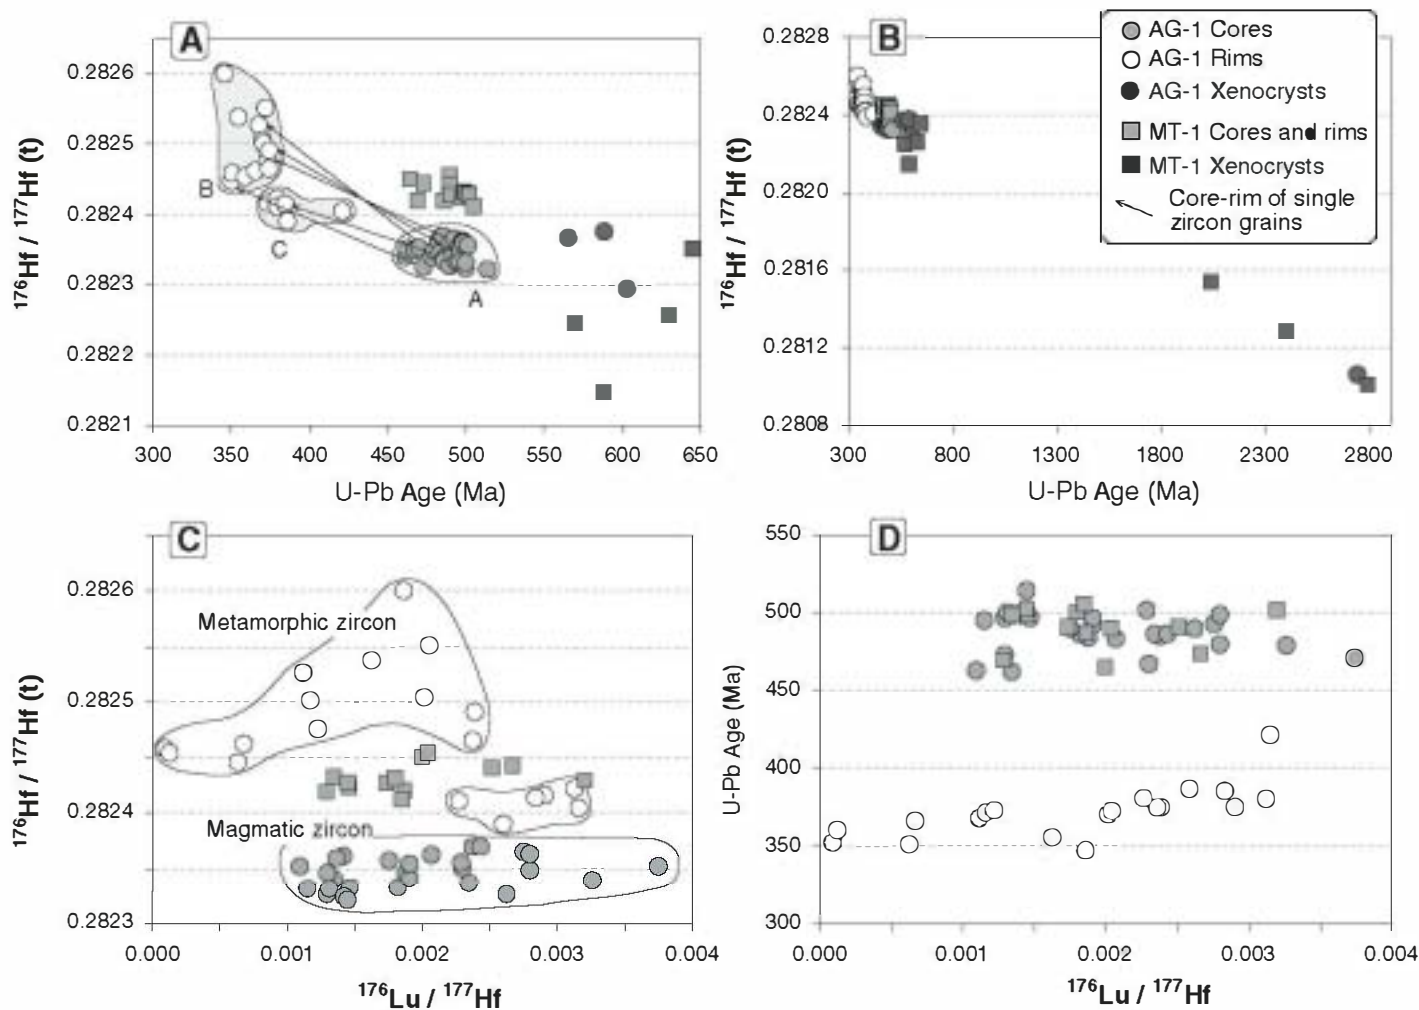 A
0.2826
0.2825
0.2824
0.2823
0.2822
0.2821
176Hf / 177Hf (t)
B
C
A
300 350 400 450 500 550 600 650
U-Pb Age (Ma)
B
0.2828
0.2824
0.2820
0.2816
0.2812
0.2808
176Hf / 177Hf (t)
300 800 1300 1800 2300 2800
U-Pb Age (Ma)
AG-1 Cores
AG-1 Rims
AG-1 Xenocrysts
MT-1 Cores and rims
MT-1 Xenocrysts
Core-rim of single
zircon grains
C
0.2826
0.2825
0.2824
0.2823
176Hf / 177Hf (t)
Metamorphic zircon
Magmatic zircon
0.000 0.001 0.002 0.003 0.004
176Lu / 177Hf
D
550
500
450
400
350
300
U-Pb Age (Ma)
0.000 0.001 0.002 0.003 0.004
176Lu / 177Hf